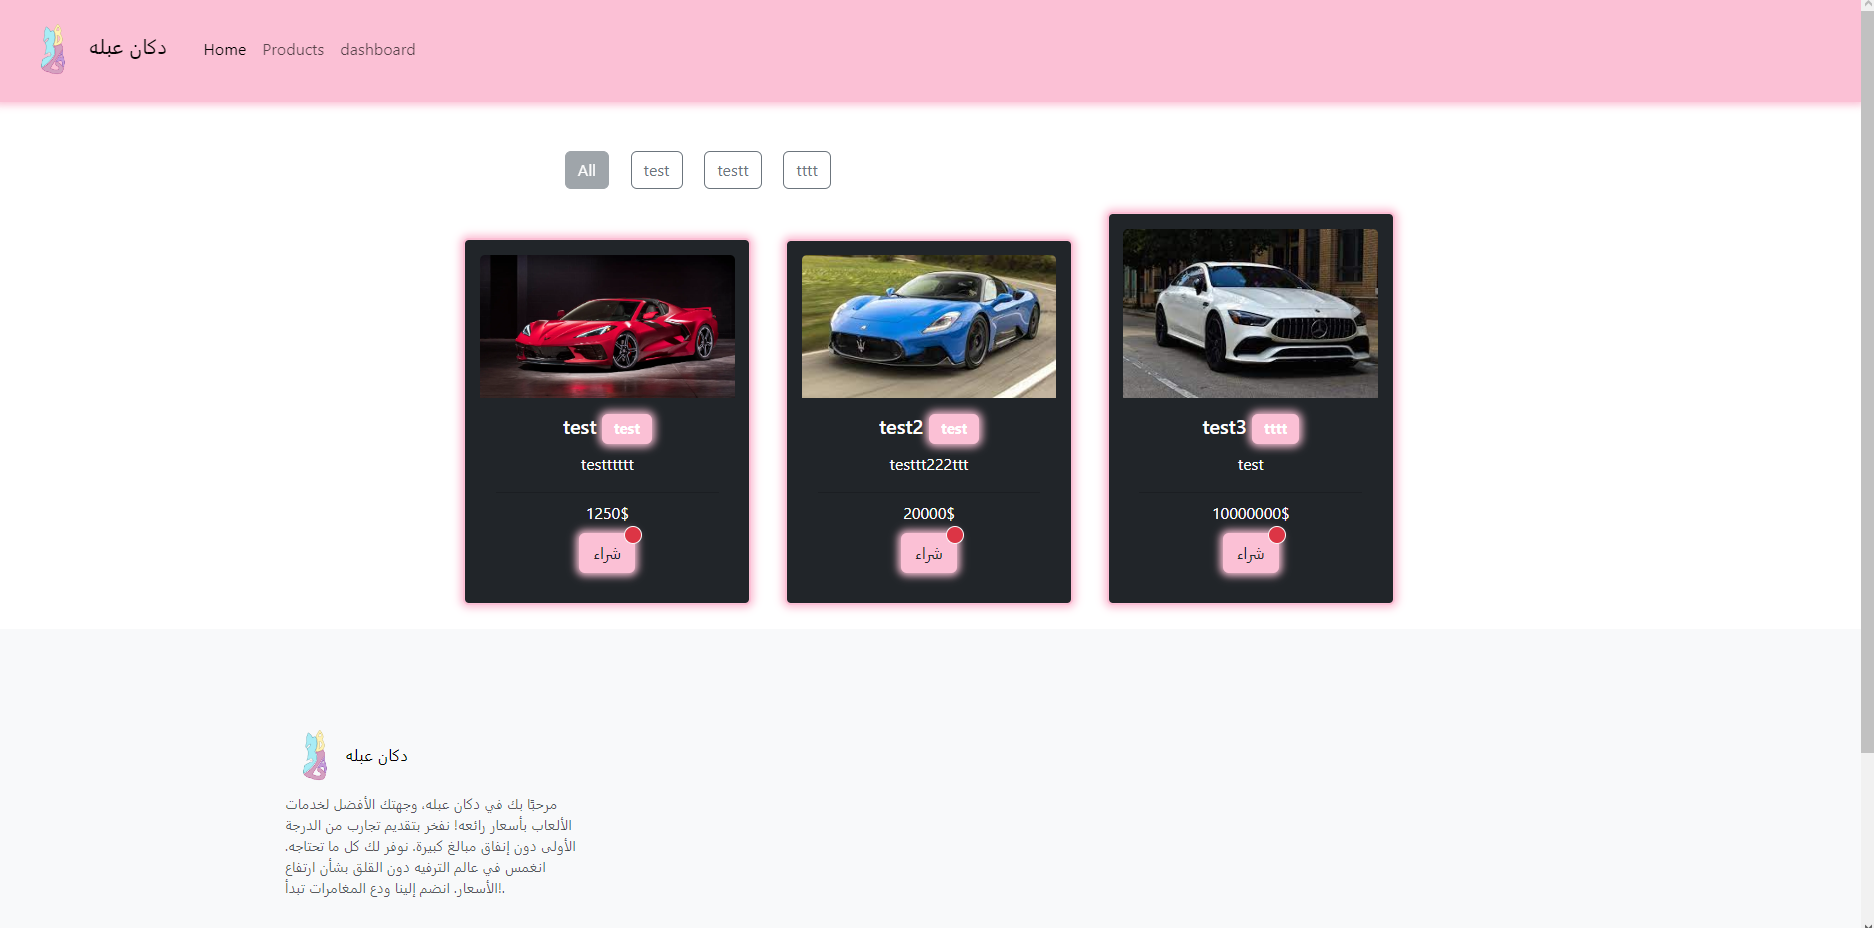 دكان عبله
Home Products dashboard
All test testt tttt
test test
testttttt
1250$
شراء
test2 test
testtt222ttt
20000$
شراء
test3 tttt
test
10000000$
شراء
دكان عبله
مرحبًا بك في دكان عبله، وجهتك الأفضل لخدمات
الألعاب بأسعار رائعه! نفخر بتقديم تجارب من الدرجة
الأولى دون إنفاق مبالغ كبيرة. نوفر لك كل ما تحتاجه.
انغمس في عالم الترفيه دون القلق بشأن ارتفاع
الأسعار. انضم إلينا ودع المغامرات تبدأ!.